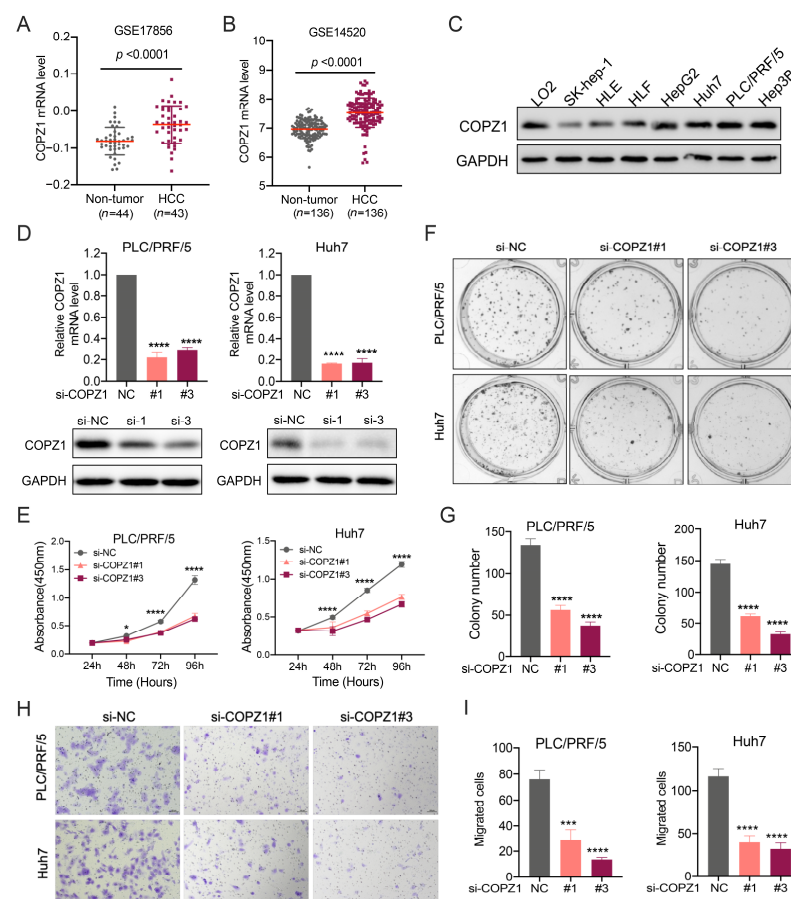 A
GSE17856
p <0.0001
COPZ1 mRNA level
0.2
0.1
−0.0
−0.1
−0.2
Non-tumor
(n=44)
HCC
(n=43)
B
GSE14520
p <0.0001
COPZ1 mRNA level
10
9
8
7
6
5
Non-tumor
(n=136)
HCC
(n=136)
C
LO2 SK-hep-1 HLE HLF HepG2 Huh7 PLC/PRF/5 Hep3B
COPZ1
GAPDH
D
PLC/PRF/5
Relative COPZ1
mRNA level
1.2
1.0
0.8
0.6
0.4
0.2
0.0
**** ****
si-COPZ1 NC #1 #3
Huh7
Relative COPZ1
mRNA level
1.2
1.0
0.8
0.6
0.4
0.2
0.0
**** ****
si-COPZ1 NC #1 #3
si-NC si-1 si-3
COPZ1
GAPDH
si-NC si-1 si-3
COPZ1
GAPDH
E
PLC/PRF/5
Absorbance(450nm)
2.0
1.5
1.0
0.5
0.0
si-NC
si-COPZ1#1
si-COPZ1#3
* **** ****
24h 48h 72h 96h
Time (Hours)
Huh7
Absorbance(450nm)
1.5
1.0
0.5
0.0
si-NC
si-COPZ1#1
si-COPZ1#3
**** **** ****
24h 48h 72h 96h
Time (Hours)
F
si-NC si-COPZ1#1 si-COPZ1#3
PLC/PRF/5
Huh7
G
PLC/PRF/5
Colony number
150
100
50
0
**** ****
si-COPZ1 NC #1 #3
Huh7
Colony number
200
150
100
50
0
**** ****
NC #1 #3
H
si-NC si-COPZ1#1 si-COPZ1#3
PLC/PRF/5
Huh7
I
PLC/PRF/5
Migrated cells
100
80
60
40
20
0
*** ****
si-COPZ1 NC #1 #3
Huh7
Migrated cells
150
100
50
0
**** ****
si-COPZ1 NC #1 #3